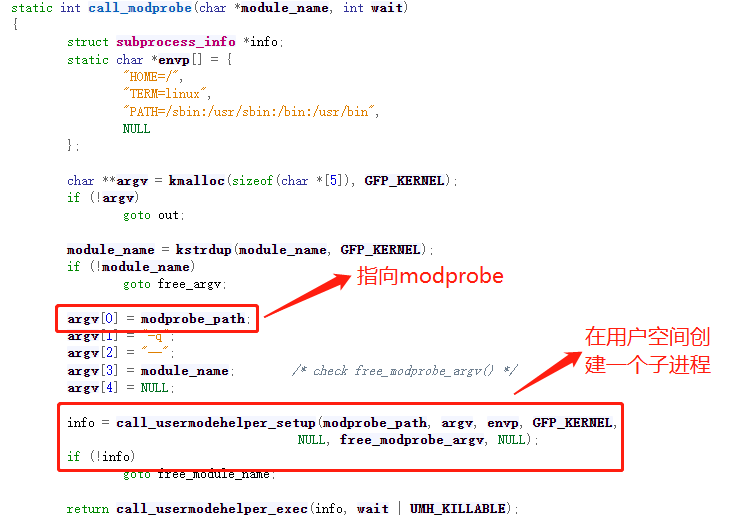 static int call_modprobe(char *module_name, int wait)
{
struct subprocess_info *info;
static char *envp[] = {
"HOME=/",
"TERM=linux",
"PATH=/sbin:/usr/sbin:/bin:/usr/bin",
NULL
};
char **argv = kmalloc(sizeof(char *[5]), GFP_KERNEL);
if (!argv)
goto out;
module_name = kstrdup(module_name, GFP_KERNEL);
if (!module_name)
goto free_argv;
指向modprobe
argv[0] = modprobe_path;
argv[1] = "-q";
argv[2] = "--";
argv[3] = module_name; /* check free_modprobe_argv() */
argv[4] = NULL;
在用户空间创
建一个子进程
info = call_usermodehelper_setup(modprobe_path, argv, envp, GFP_KERNEL,
NULL, free_modprobe_argv, NULL);
if (!info)
goto free_module_name;
return call_usermodehelper_exec(info, wait | UMH_KILLABLE);